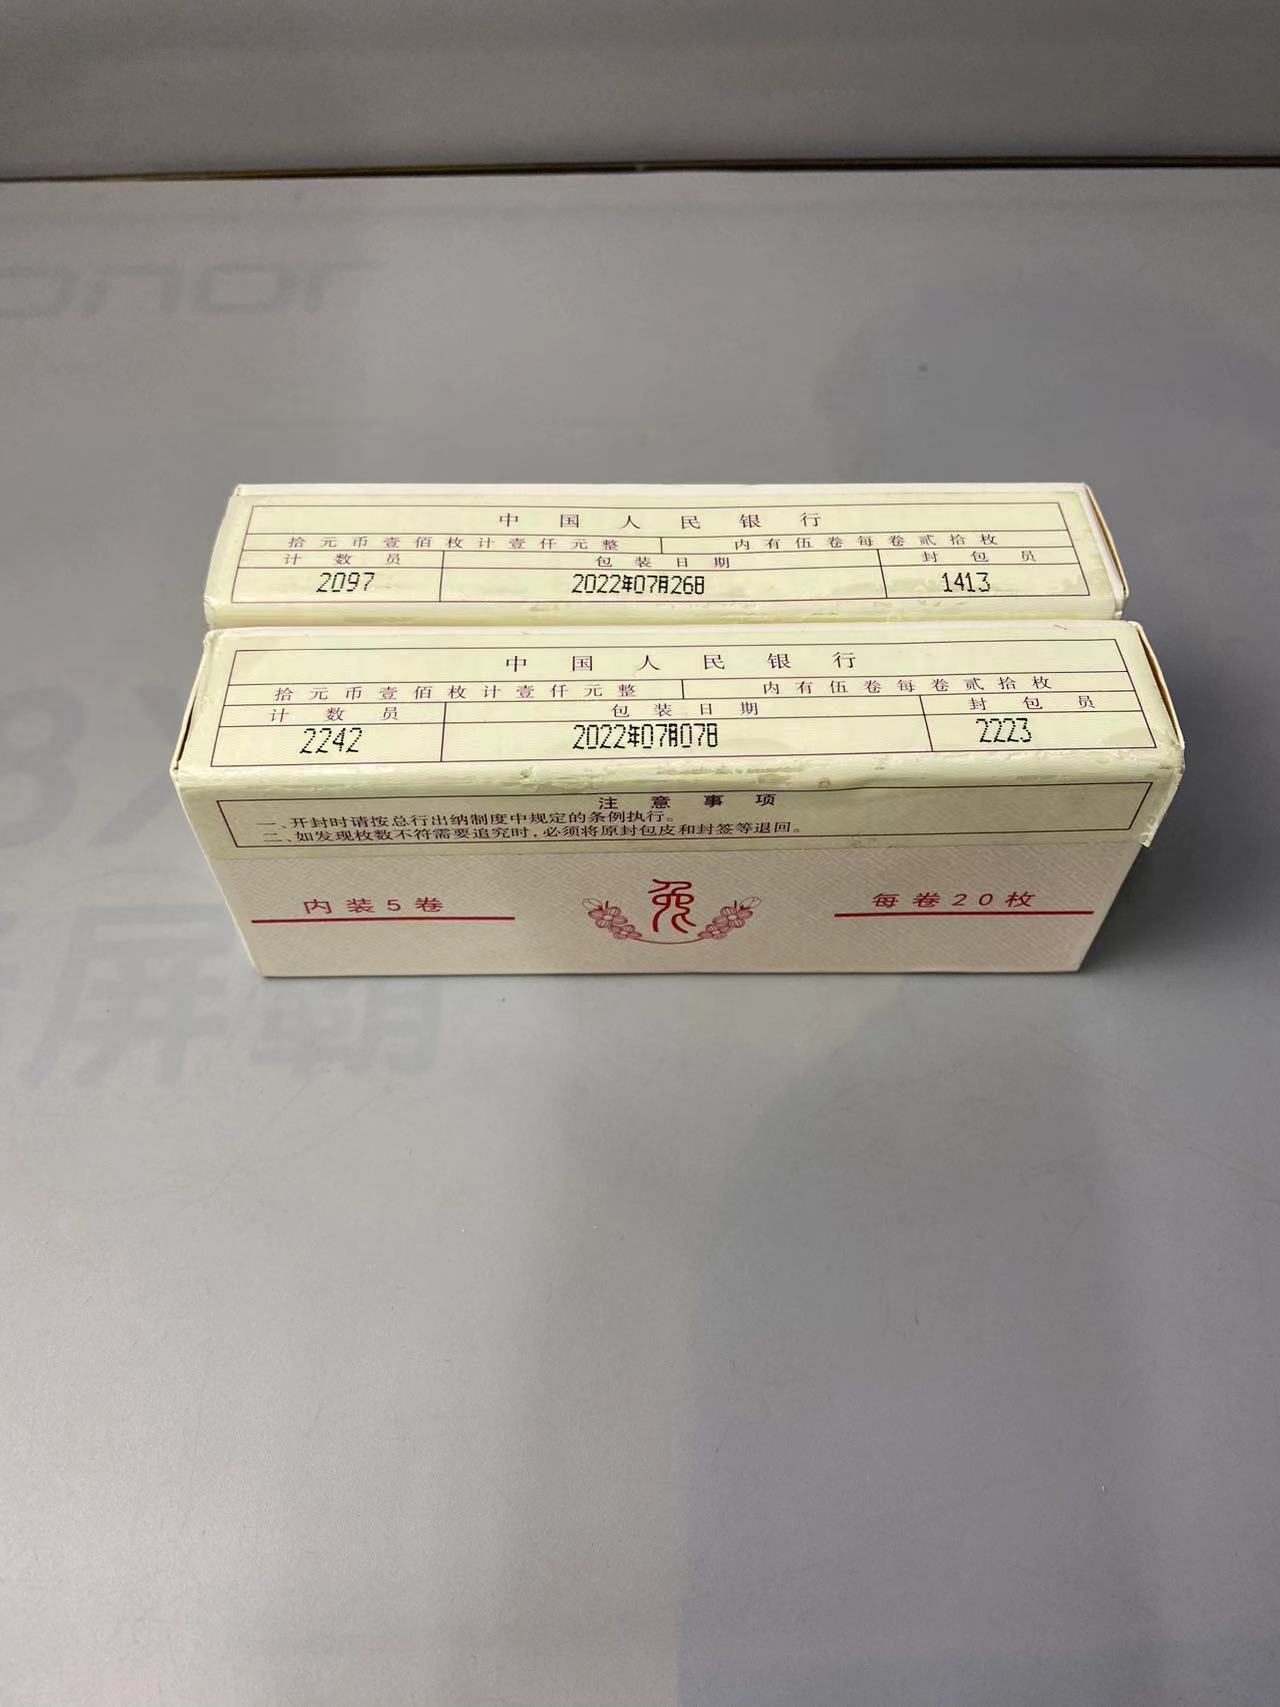 onor
中国人民银行
拾元币壹佰枚计壹仟元整 内有伍卷每卷贰拾枚
计数员 包装日期 封包员
2097 2022年07月26日 1413
中国人民银行
拾元币壹佰枚计壹仟元整 内有伍卷每卷贰拾枚
计数员 包装日期 封包员
2242 2022年07月07日 2223
注意事项
一、开封时请按总行出纳制度中规定的条例执行。
二、如发现枚数不符需要追究时,必须将原封包皮和封签等退回。
内装5卷 兔 每卷20枚
屏霸